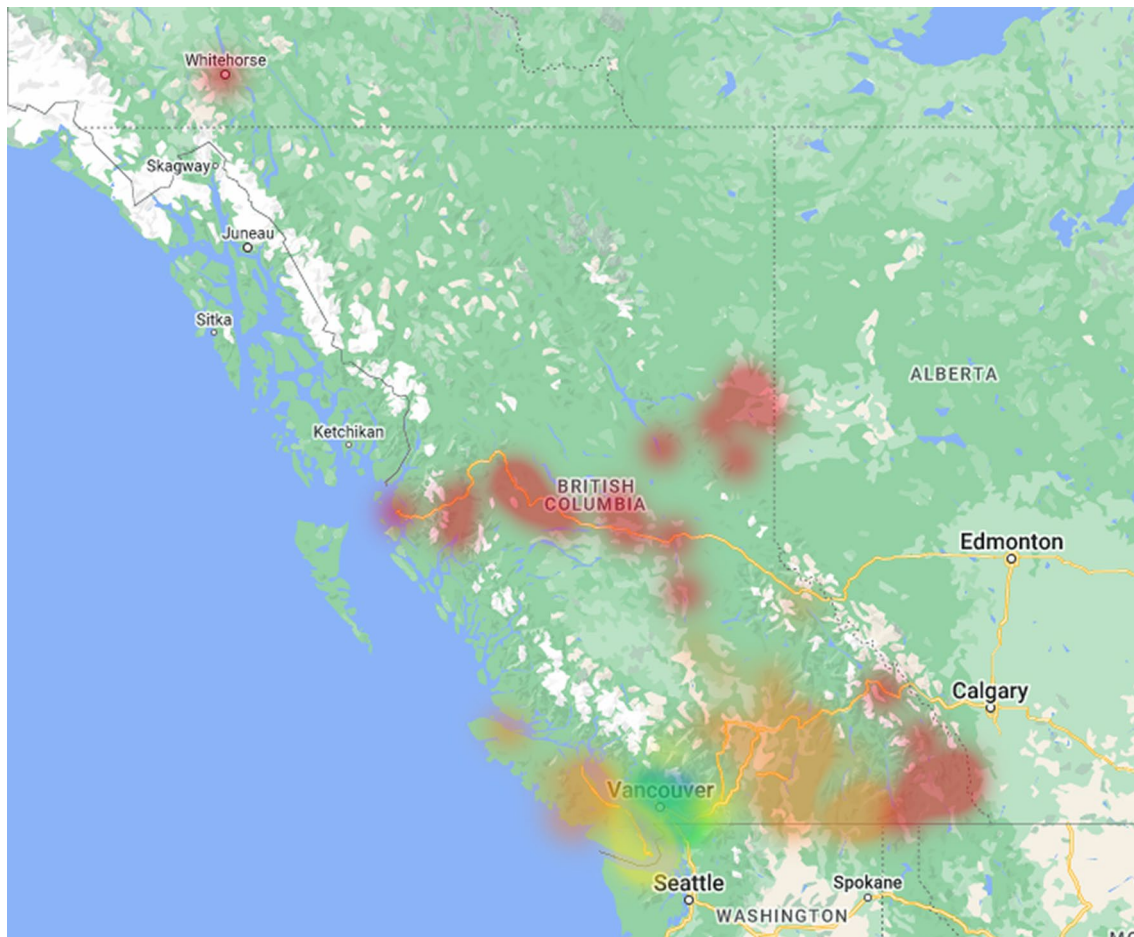 Whitehorse
Skagway
Juneau
Sitka
ALBERTA
Ketchikan
BRITISH
COLUMBIA
Edmonton
Calgary
Vancouver
Seattle
Spokane
WASHINGTON